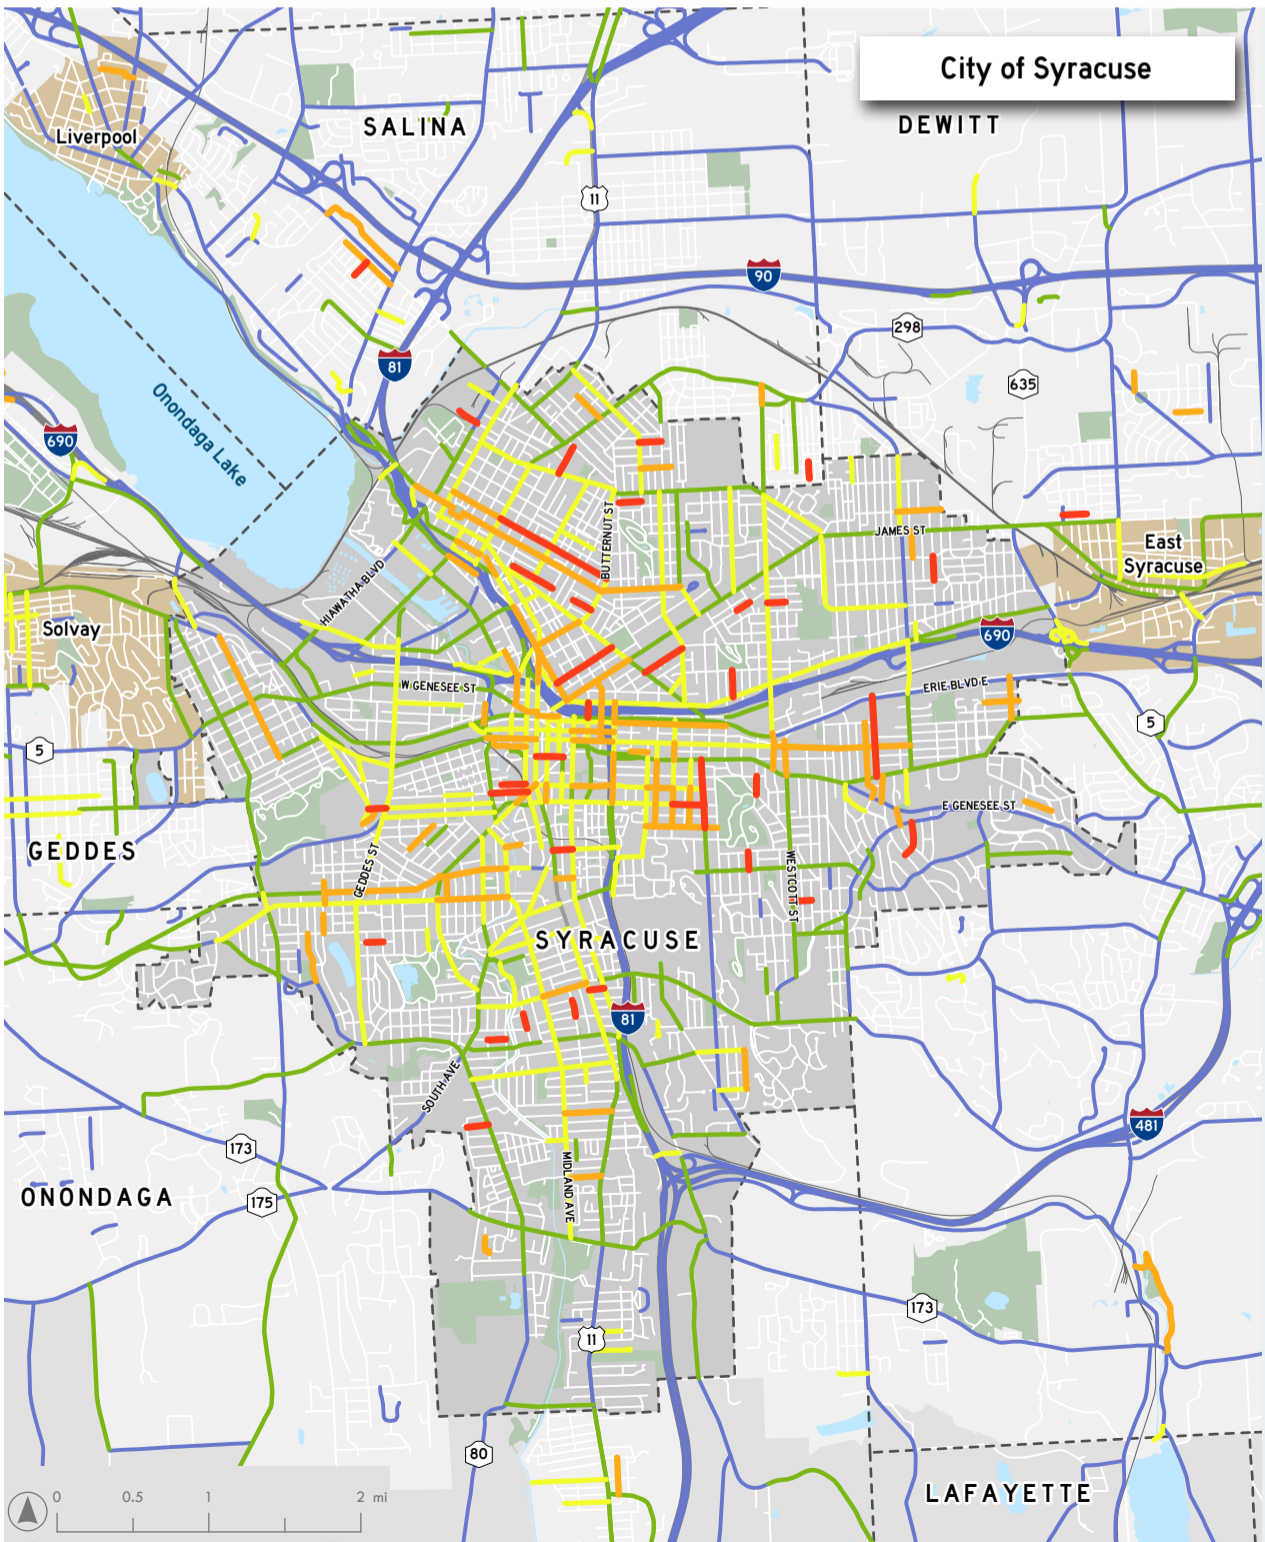 City of Syracuse
SALINA
DEWITT
Liverpool
11
90
298
81
635
Onondaga Lake
690
BUTTERNUT ST
JAMES ST
East
Syracuse
HIAWATHA BLVD
Solvay
690
W GENESEE ST
ERIE BLVD E
5
5
E GENESEE ST
GEDDES
GEDDES ST
WESTCOTT ST
SYRACUSE
81
SOUTH AVE
481
173
MIDLAND AVE
ONONDAGA
175
173
11
80
LAFAYETTE
0 0.5 1 2 mi